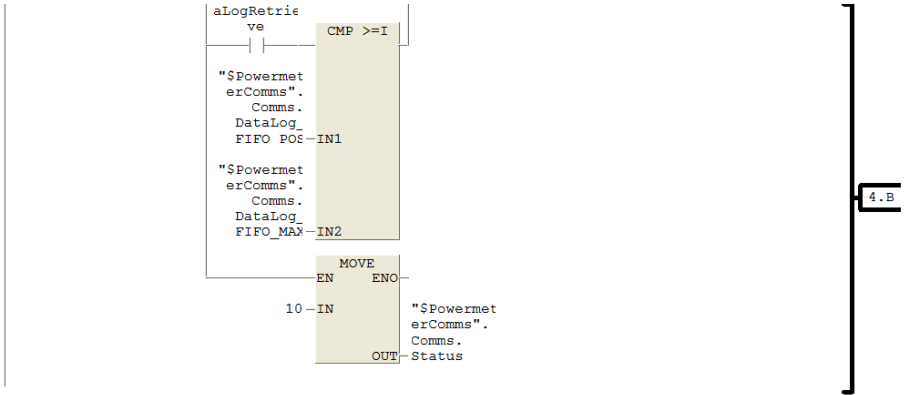 aLogRetrie
ve
CMP >=I
"$Powermet
erComms".
Comms.
DataLog_
FIFO POS
IN1
"$Powermet
erComms".
Comms.
DataLog_
FIFO_MAX
IN2
MOVE
EN ENO
10 IN
"$Powermet
erComms".
Comms.
OUT Status
4.B